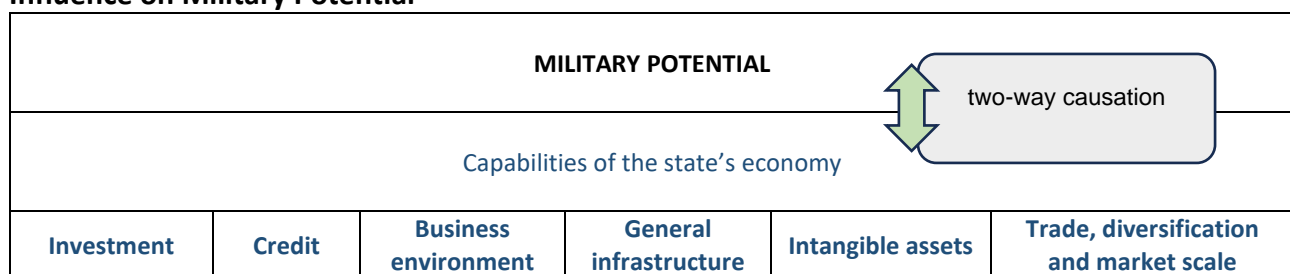 Influence on Military Potential
MILITARY POTENTIAL
two-way causation
Capabilities of the state’s economy
Investment
Credit
Business
environment
General
infrastructure
Intangible assets
Trade, diversification
and market scale